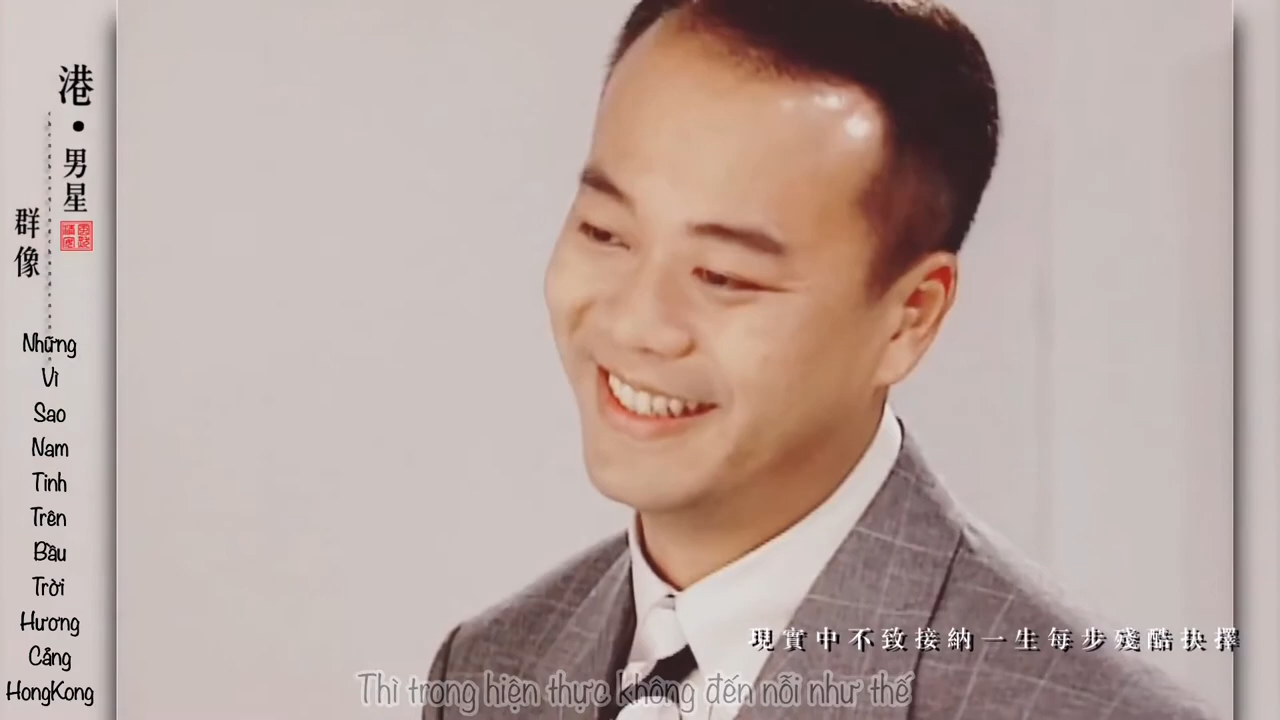 港•男星
群像
Những
Vì
Sao
Nam
Tinh
Trên
Bầu
Trời
Hương
Cảng
HongKong
現實中不致接納一生每步殘酷抉擇
Thì trong hiện thực không đến nỗi như thế